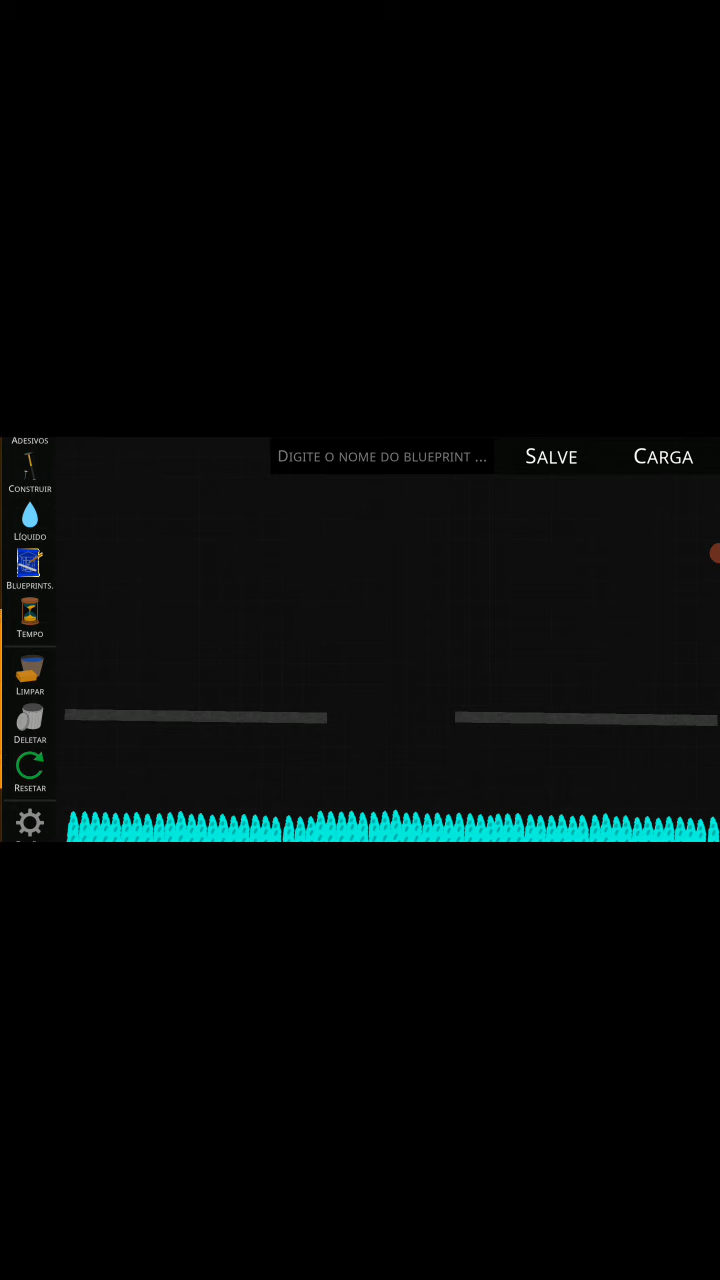 ADESIVOS
DIGITE O NOME DO BLUEPRINT ...
SALVE
CARGA
CONSTRUIR
LÍQUIDO
BLUEPRINTS.
TEMPO
LIMPAR
DELETAR
RESETAR